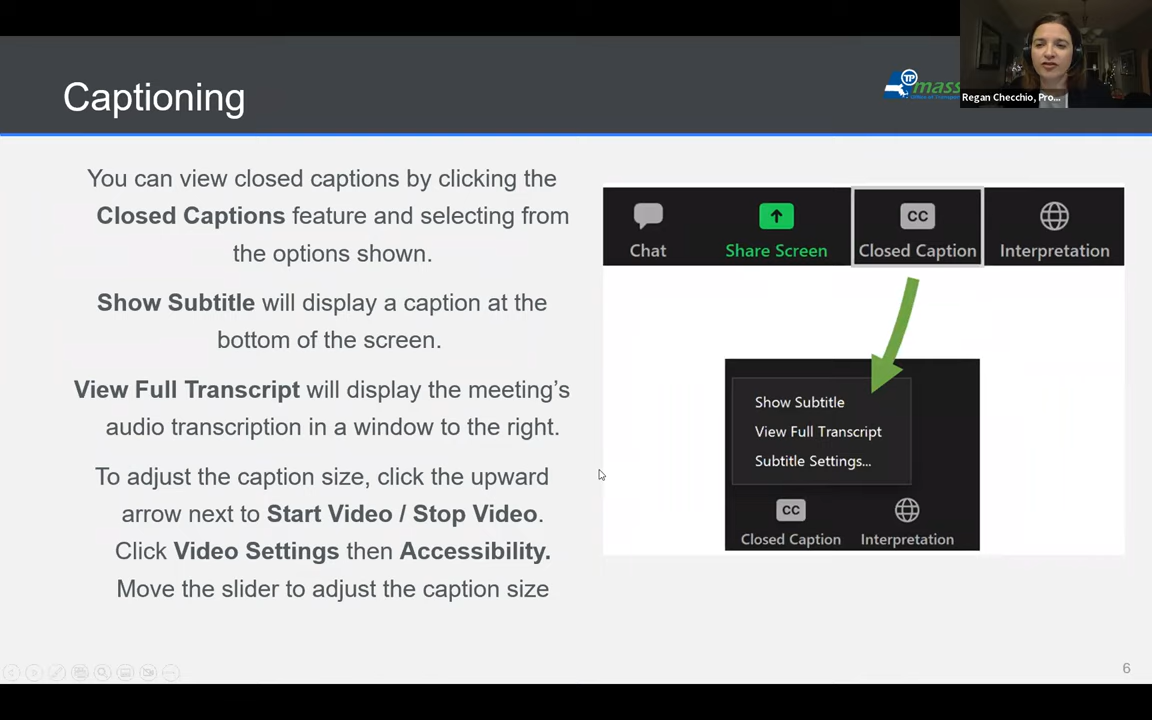 Captioning
TP
mass
Regan Checchio, Pro...
You can view closed captions by clicking the
Closed Captions feature and selecting from
the options shown.
Show Subtitle will display a caption at the
bottom of the screen.
View Full Transcript will display the meeting’s
audio transcription in a window to the right.
To adjust the caption size, click the upward
arrow next to Start Video / Stop Video.
Click Video Settings then Accessibility.
Move the slider to adjust the caption size
CC
Chat Share Screen Closed Caption Interpretation
Show Subtitle
View Full Transcript
Subtitle Settings...
CC
Closed Caption Interpretation
6